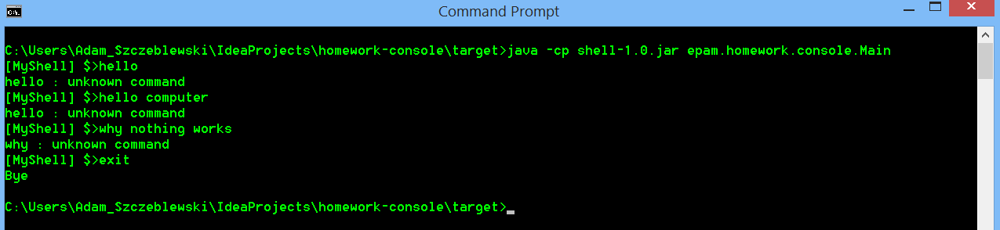 Command Prompt
C:\Users\Adam_Szczeblewski\IdeaProjects\homework-console\target>java -cp shell-1.0.jar epam.homework.console.Main
[MyShell] $>hello
hello : unknown command
[MyShell] $>hello computer
hello : unknown command
[MyShell] $>why nothing works
why : unknown command
[MyShell] $>exit
Bye
C:\Users\Adam_Szczeblewski\IdeaProjects\homework-console\target>